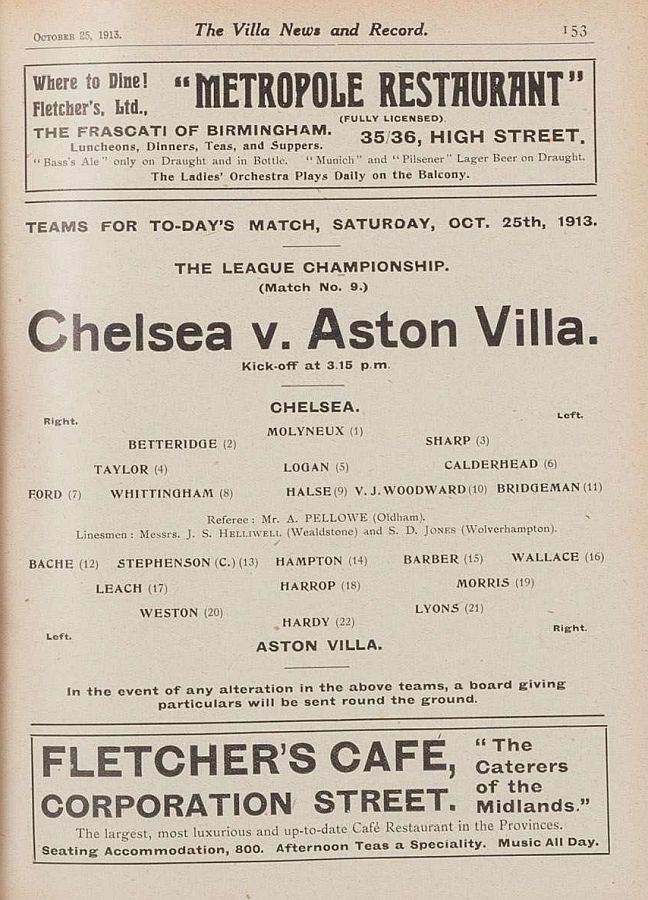 OCTOBER 25, 1913. The Villa News and Record. 153
Where to Dine! "METROPOLE RESTAURANT"
Fletcher's, Ltd., (FULLY LICENSED).
THE FRASCATI OF BIRMINGHAM. 35/36, HIGH STREET.
Luncheons, Dinners, Teas, and Suppers.
"Bass's Ale" only on Draught and in Bottle. "Munich" and "Pilsener" Lager Beer on Draught.
The Ladies' Orchestra Plays Daily on the Balcony.
TEAMS FOR TO-DAY'S MATCH, SATURDAY, OCT. 25th, 1913.
THE LEAGUE CHAMPIONSHIP.
(Match No. 9.)
Chelsea v. Aston Villa.
Kick-off at 3.15 p.m.
CHELSEA.
Right. Left.
MOLYNEUX (1)
BETTERIDGE (2) SHARP (3)
TAYLOR (4) LOGAN (5) CALDERHEAD (6)
FORD (7) WHITTINGHAM (8) HALSE (9) V. J. WOODWARD (10) BRIDGEMAN (11)
Referee: Mr. A. PELLOWE (Oldham).
Linesmen: Messrs. J. S. HELLIWELL (Wealdstone) and S. D. JONES (Wolverhampton).
BACHE (12) STEPHENSON (C.) (13) HAMPTON (14) BARBER (15) WALLACE (16)
LEACH (17) HARROP (18) MORRIS (19)
WESTON (20) LYONS (21)
HARDY (22)
Left. Right.
ASTON VILLA.
In the event of any alteration in the above teams, a board giving
particulars will be sent round the ground.
FLETCHER'S CAFÉ,
CORPORATION STREET.
"The
Caterers
of the
Midlands."
The largest, most luxurious and up-to-date Café Restaurant in the Provinces.
Seating Accommodation, 800. Afternoon Teas a Speciality. Music All Day.